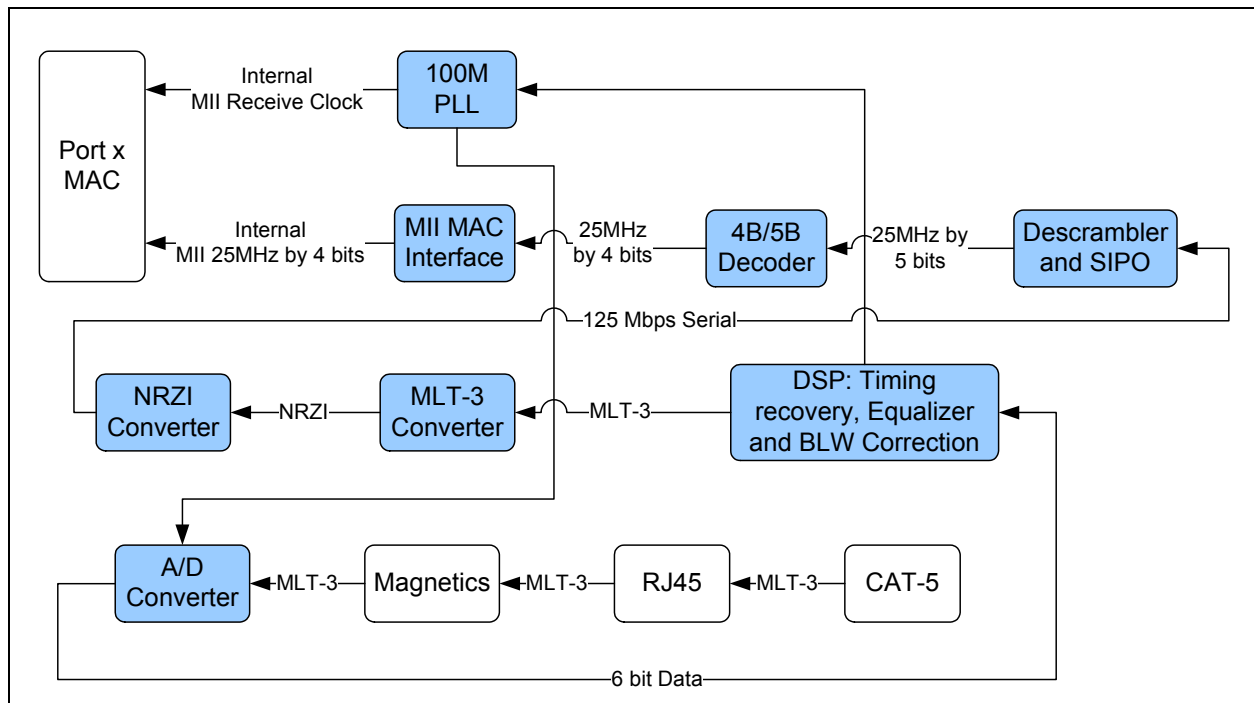 Port x
MAC
Internal
MII Receive Clock
100M
PLL
Internal
MII 25MHz by 4 bits
MII MAC
Interface
25MHz
by 4 bits
4B/5B
Decoder
25MHz by
5 bits
Descrambler
and SIPO
125 Mbps Serial
NRZI
Converter
NRZI
MLT-3
Converter
MLT-3
DSP: Timing
recovery, Equalizer
and BLW Correction
A/D
Converter
MLT-3
Magnetics
MLT-3
RJ45
MLT-3
CAT-5
6 bit Data